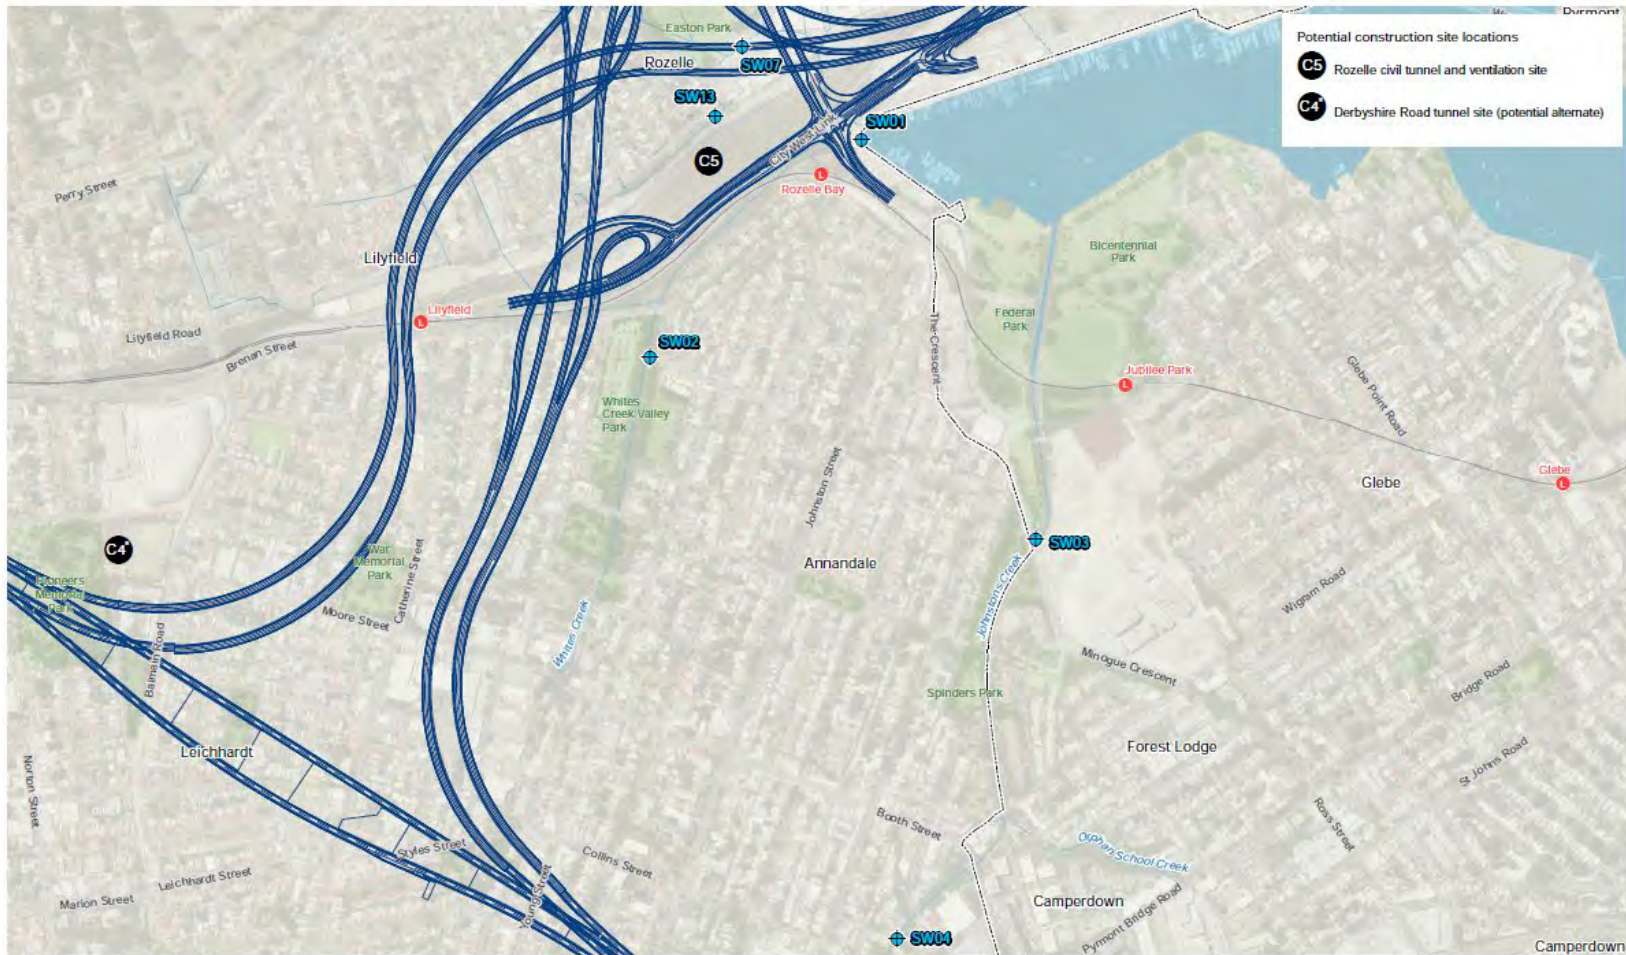 Pyrmont
Potential construction site locations
C5 Rozelle civil tunnel and ventilation site
C4* Derbyshire Road tunnel site (potential alternate)
Easton Park
Rozelle
SW07
SW13
SW01
City West Link
C5
Rozelle Bay
Perry Street
Lilyfield
Bicentennial
Park
Lilyfield
Federal
Park
Lilyfield Road
Brenan Street
SW02
The Crescent
Jubilee Park
Glebe Point Road
Whites
Creek Valley
Park
Johnston Street
Glebe
Glebe
C4*
War
Memorial
Park
Catherine Street
Annandale
SW03
Johnstons Creek
Wigram Road
Pioneers
Memorial
Park
Moore Street
Balmain Road
Whites Creek
Minogue Crescent
Bridge Road
Spinders Park
Leichhardt
Forest Lodge
St Johns Road
Norton Street
Ross Street
Booth Street
Styles Street
Collins Street
Orphan School Creek
Leichhardt Street
Marion Street
Young Street
Camperdown
Pyrmont Bridge Road
SW04
Camperdown